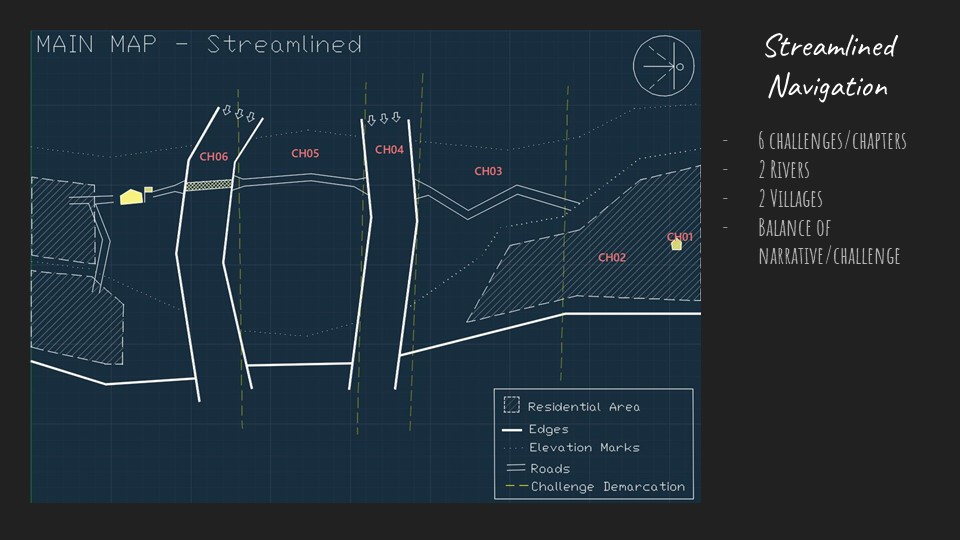 MAIN MAP - Streamlined
CH06
CH05
CH04
CH03
CH02
CH01
Residential Area
Edges
Elevation Marks
Roads
Challenge Demarcation
Streamlined
Navigation
- 6 challenges/chapters
- 2 Rivers
- 2 Villages
- Balance of
narrative/challenge